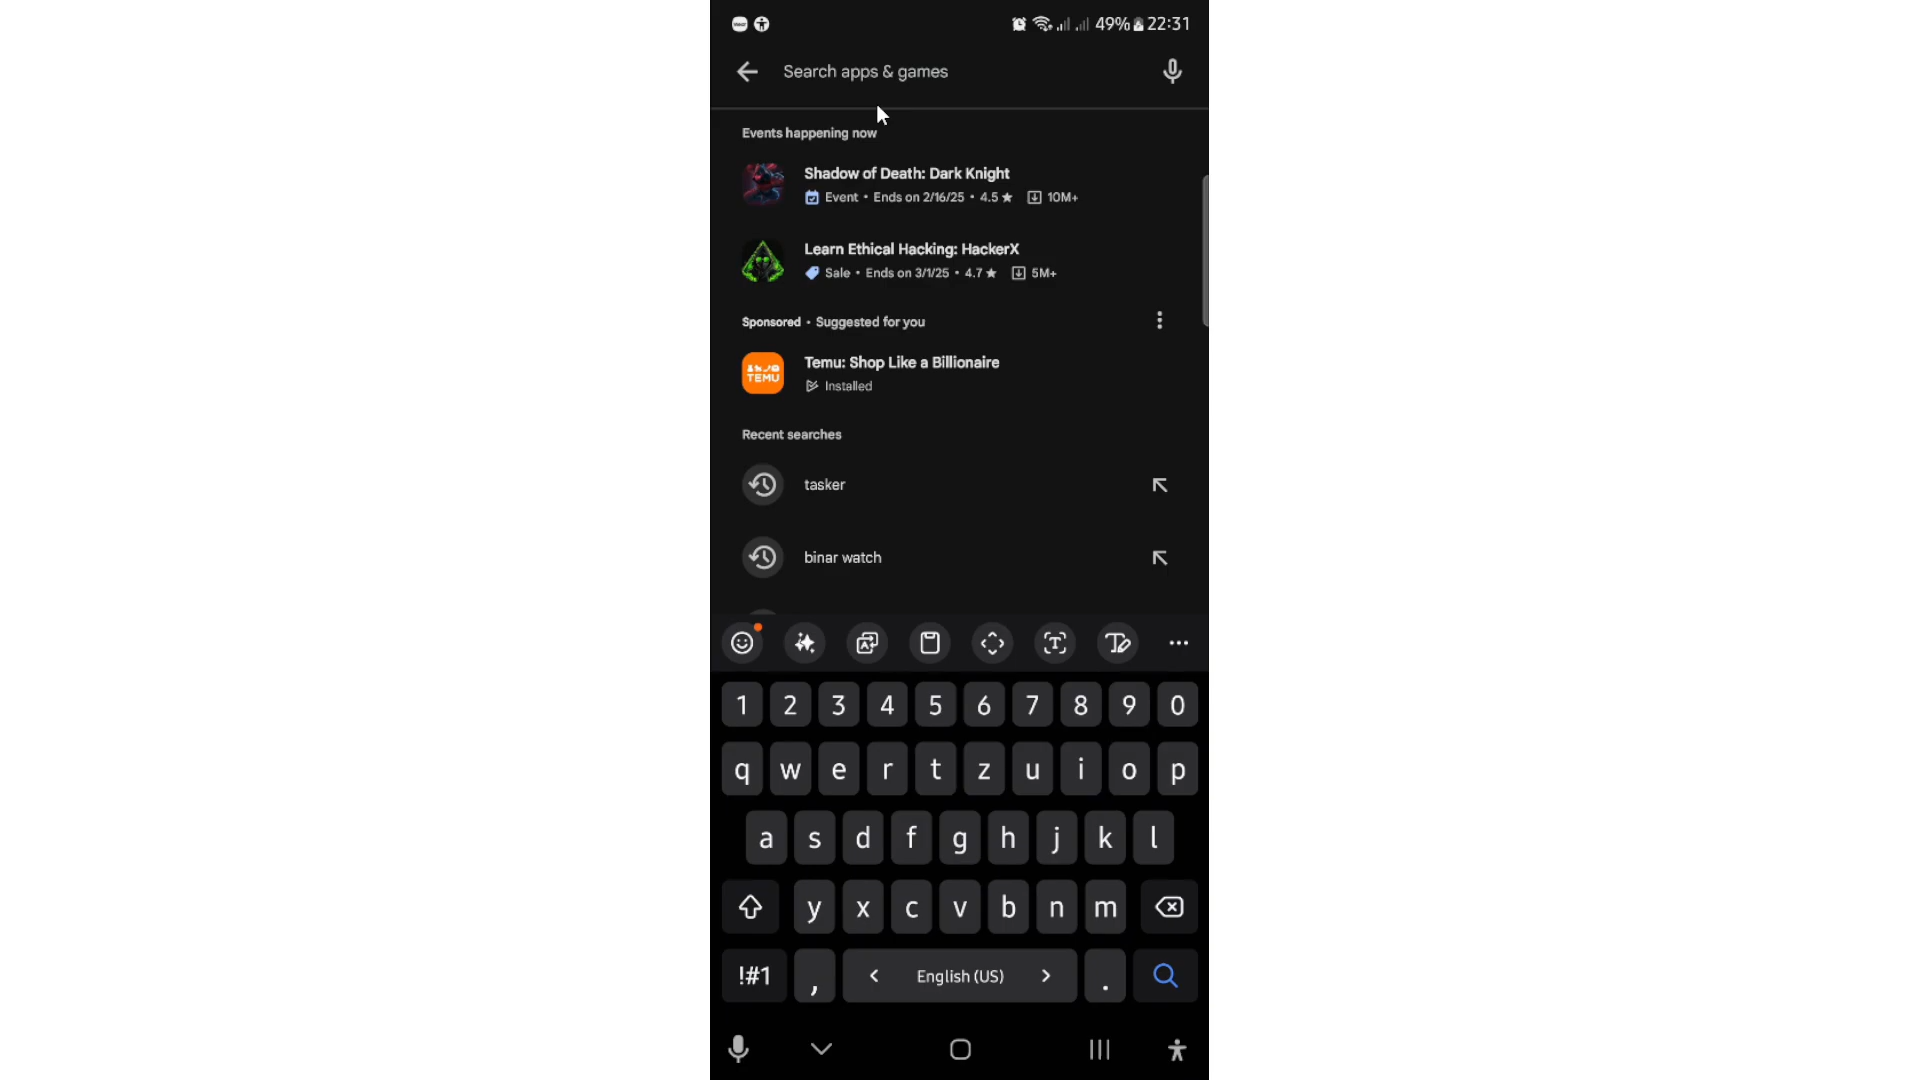 49% 22:31
Search apps & games
Events happening now
Shadow of Death: Dark Knight
Event • Ends on 2/16/25 • 4.5 ★ 10M+
Learn Ethical Hacking: HackerX
Sale • Ends on 3/1/25 • 4.7 ★ 5M+
Sponsored • Suggested for you
TEMU
Temu: Shop Like a Billionaire
Installed
Recent searches
tasker
binar watch
1 2 3 4 5 6 7 8 9 0
q w e r t z u i o p
a s d f g h j k l
y x c v b n m
!#1 , < English (US) > .